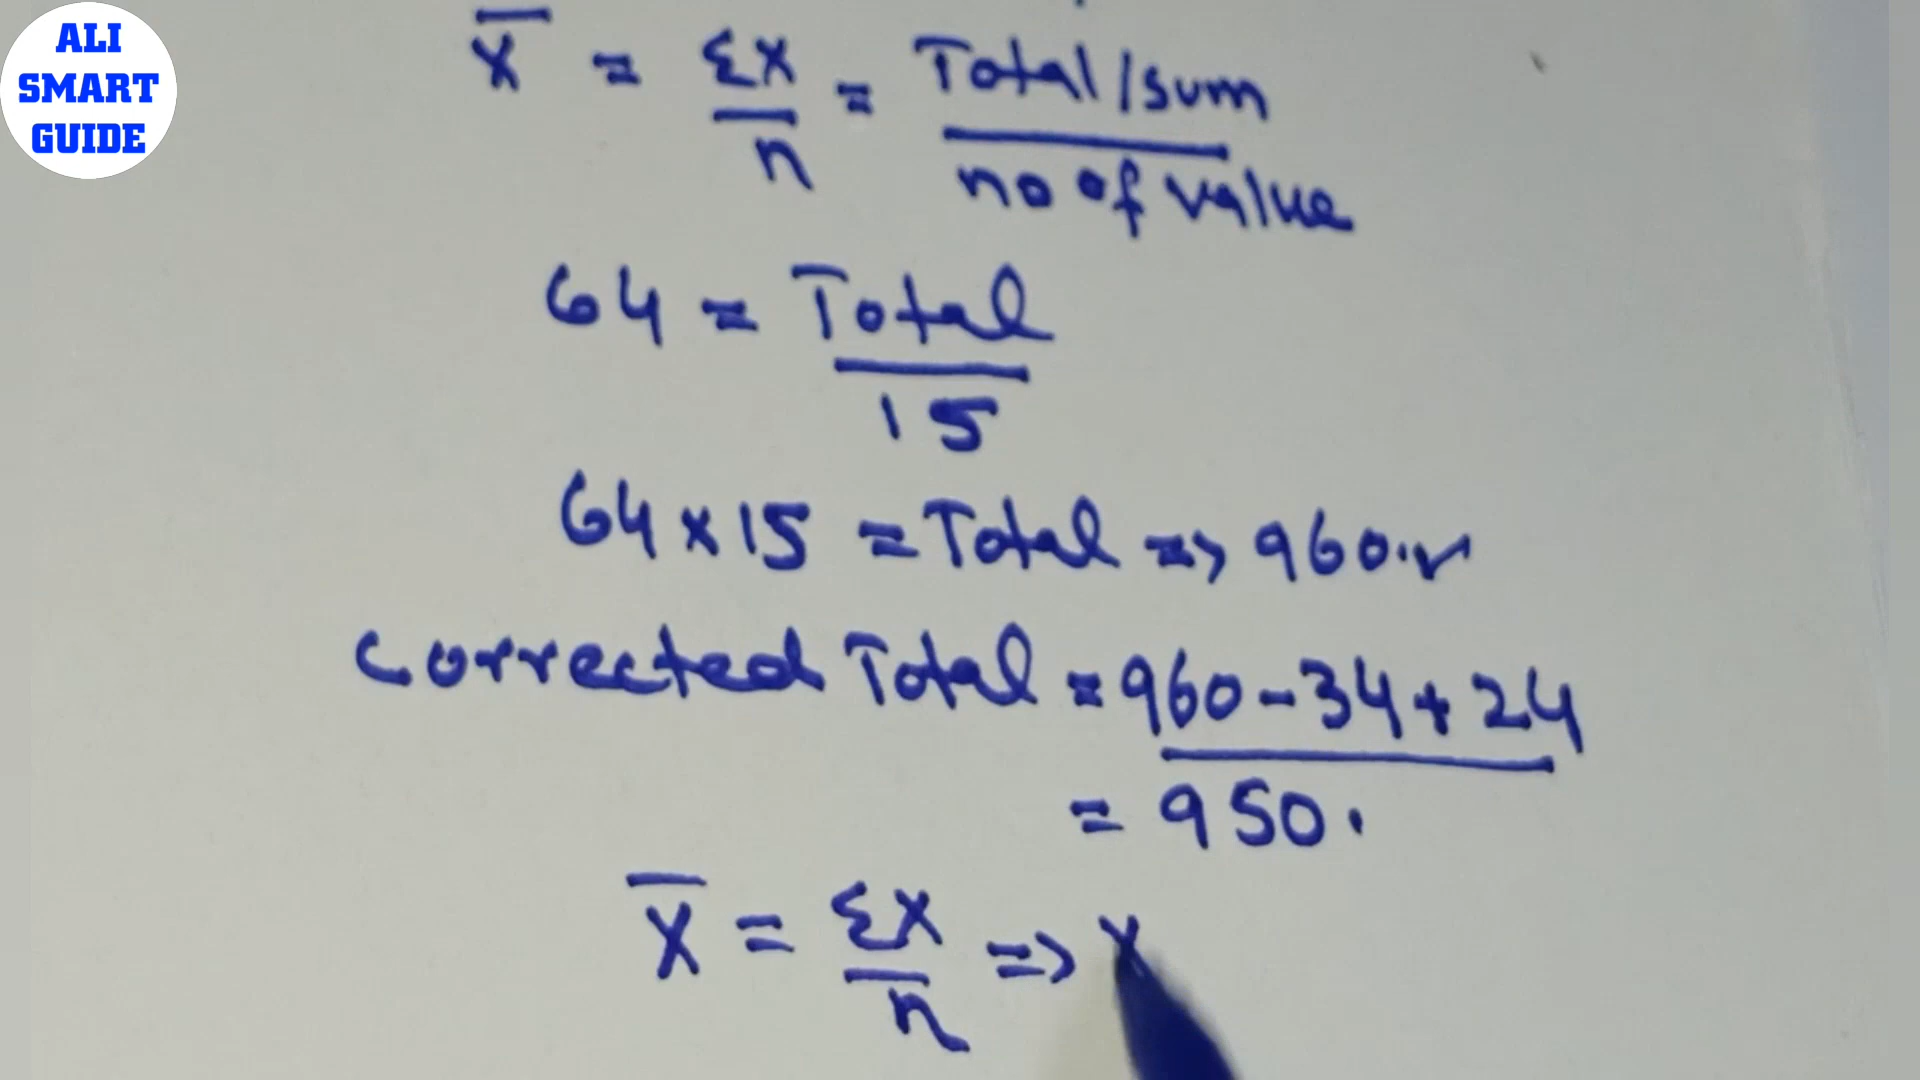 ALI
SMART
GUIDE
x̄ = Σx/n = Total/sum / no of value
64 = Total/15
64 × 15 = Total => 960.
corrected Total = 960 - 34 + 24
= 950.
X̄ = Σx/n => x